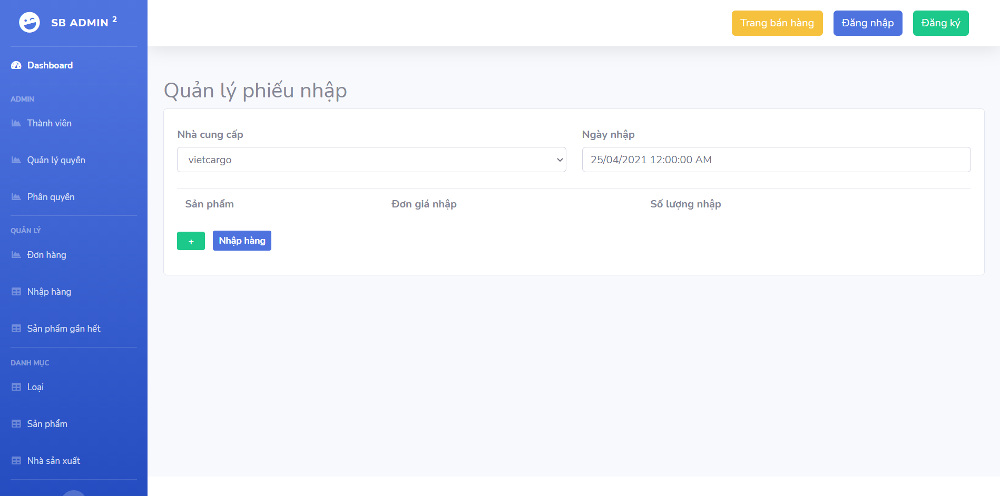 SB ADMIN 2
Trang bán hàng
Đăng nhập
Đăng ký
Dashboard
ADMIN
Thành viên
Quản lý quyền
Phân quyền
QUẢN LÝ
Đơn hàng
Nhập hàng
Sản phẩm gần hết
DANH MỤC
Loại
Sản phẩm
Nhà sản xuất
Quản lý phiếu nhập
Nhà cung cấp
Ngày nhập
vietcargo
25/04/2021 12:00:00 AM
Sản phẩm
Đơn giá nhập
Số lượng nhập
+
Nhập hàng